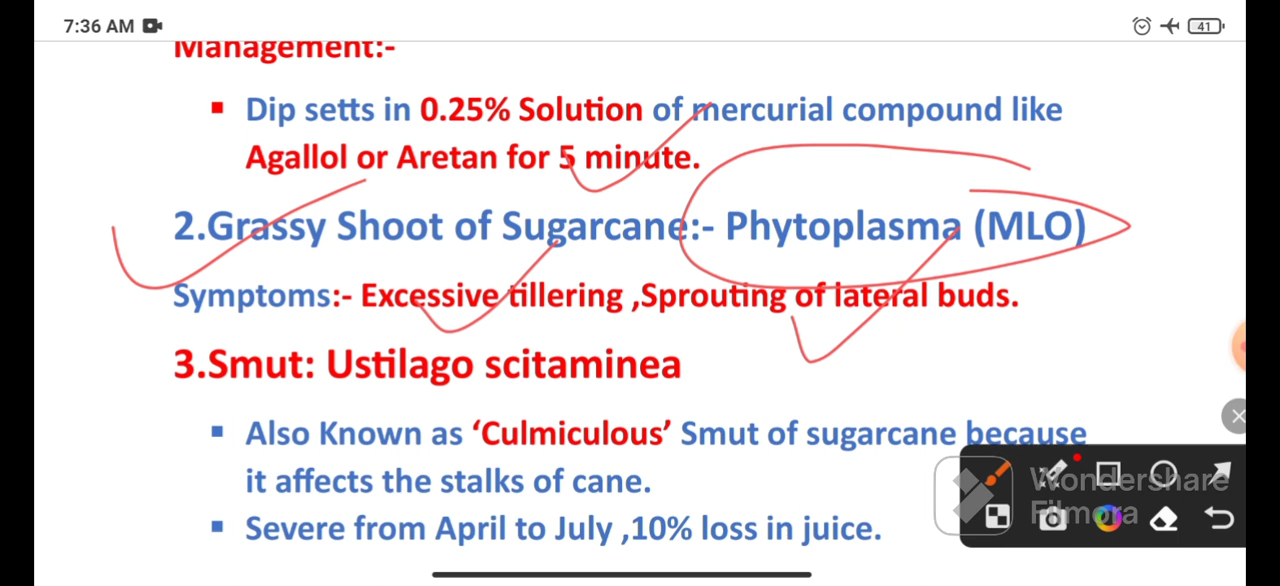 7:36 AM
41
Management:-
Dip setts in 0.25% Solution of mercurial compound like
Agallol or Aretan for 5 minute.
2.Grassy Shoot of Sugarcane:- Phytoplasma (MLO)
Symptoms:- Excessive tillering ,Sprouting of lateral buds.
3.Smut: Ustilago scitaminea
Also Known as ‘Culmiculous’ Smut of sugarcane because
it affects the stalks of cane.
Severe from April to July ,10% loss in juice.
Wondershare
Filmora